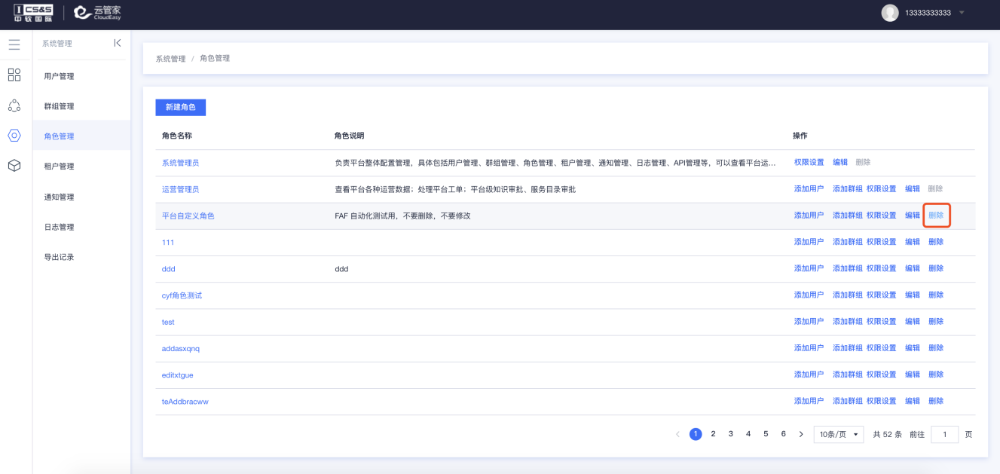 CS&S
中软国际
云管家
CloudEasy
13333333333
系统管理
用户管理
群组管理
角色管理
租户管理
通知管理
日志管理
导出记录
系统管理 / 角色管理
新建角色
角色名称 角色说明 操作
系统管理员 负责平台整体配置管理，具体包括用户管理、群组管理、角色管理、租户管理、通知管理、日志管理、API管理等，可以查看平台运... 权限设置 编辑 删除
运营管理员 查看平台各种运营数据；处理平台工单；平台级知识审批、服务目录审批 添加用户 添加群组 权限设置 编辑 删除
平台自定义角色 FAF 自动化测试用，不要删除，不要修改 添加用户 添加群组 权限设置 编辑 删除
111 添加用户 添加群组 权限设置 编辑 删除
ddd ddd 添加用户 添加群组 权限设置 编辑 删除
cyf角色测试 添加用户 添加群组 权限设置 编辑 删除
test 添加用户 添加群组 权限设置 编辑 删除
addasxqnq 添加用户 添加群组 权限设置 编辑 删除
editxtgue 添加用户 添加群组 权限设置 编辑 删除
teAddbracww 添加用户 添加群组 权限设置 编辑 删除
1 2 3 4 5 6 10条/页 共 52 条 前往 1 页